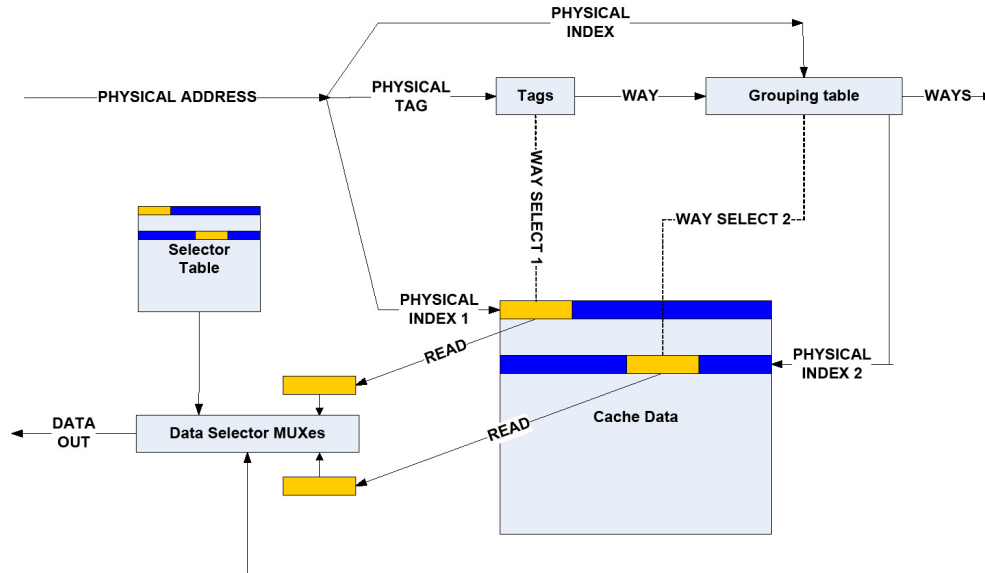 PHYSICAL
INDEX
PHYSICAL ADDRESS
PHYSICAL
TAG
Tags
WAY
Grouping table
WAYS
WAY SELECT 1
WAY SELECT 2
Selector
Table
PHYSICAL
INDEX 1
READ
PHYSICAL
INDEX 2
DATA
OUT
Data Selector MUXes
READ
Cache Data